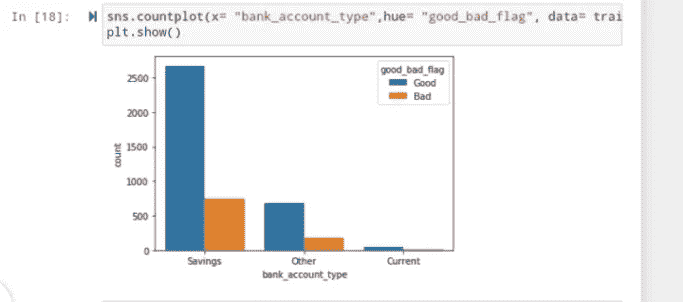 In [18]:
sns.countplot(x= "bank_account_type",hue= "good_bad_flag", data= trai
plt.show()
good_bad_flag
Good
Bad
2500
2000
1500
1000
500
0
count
Savings Other Current
bank_account_type